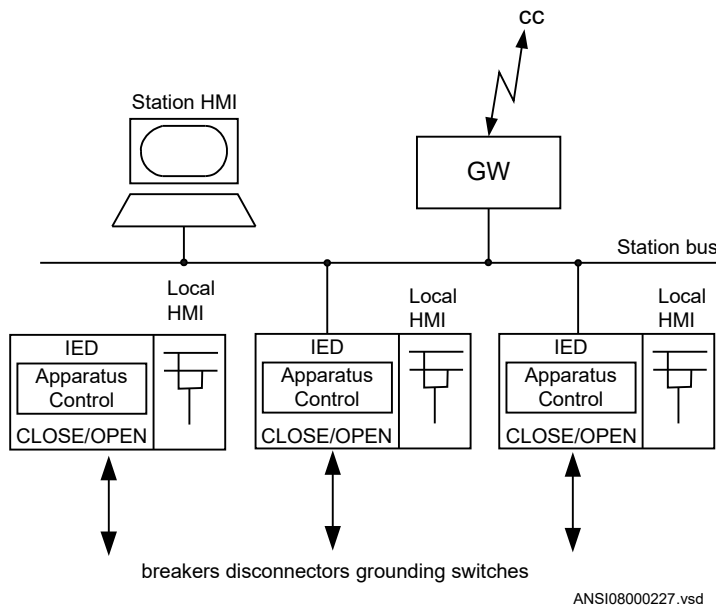 cc
Station HMI
GW
Station bus
Local
HMI
Local
HMI
Local
HMI
IED
Apparatus
Control
CLOSE/OPEN
IED
Apparatus
Control
CLOSE/OPEN
IED
Apparatus
Control
CLOSE/OPEN
breakers disconnectors grounding switches
ANSI08000227.vsd